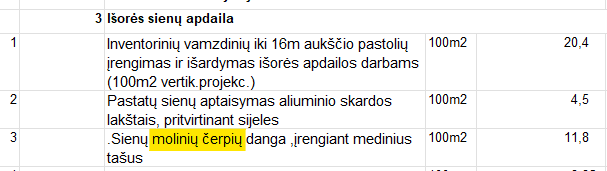 3 Išorės sienų apdaila
1 Inventorinių vamzdinių iki 16m aukščio pastolių 100m2 20,4
įrengimas ir išardymas išorės apdailos darbams
(100m2 vertik.projekc.)
2 Pastatų sienų aptaisymas aliuminio skardos 100m2 4,5
lakštais, pritvirtinant sijeles
3 .Sienų molinių čerpių danga ,įrengiant medinius 100m2 11,8
tašus